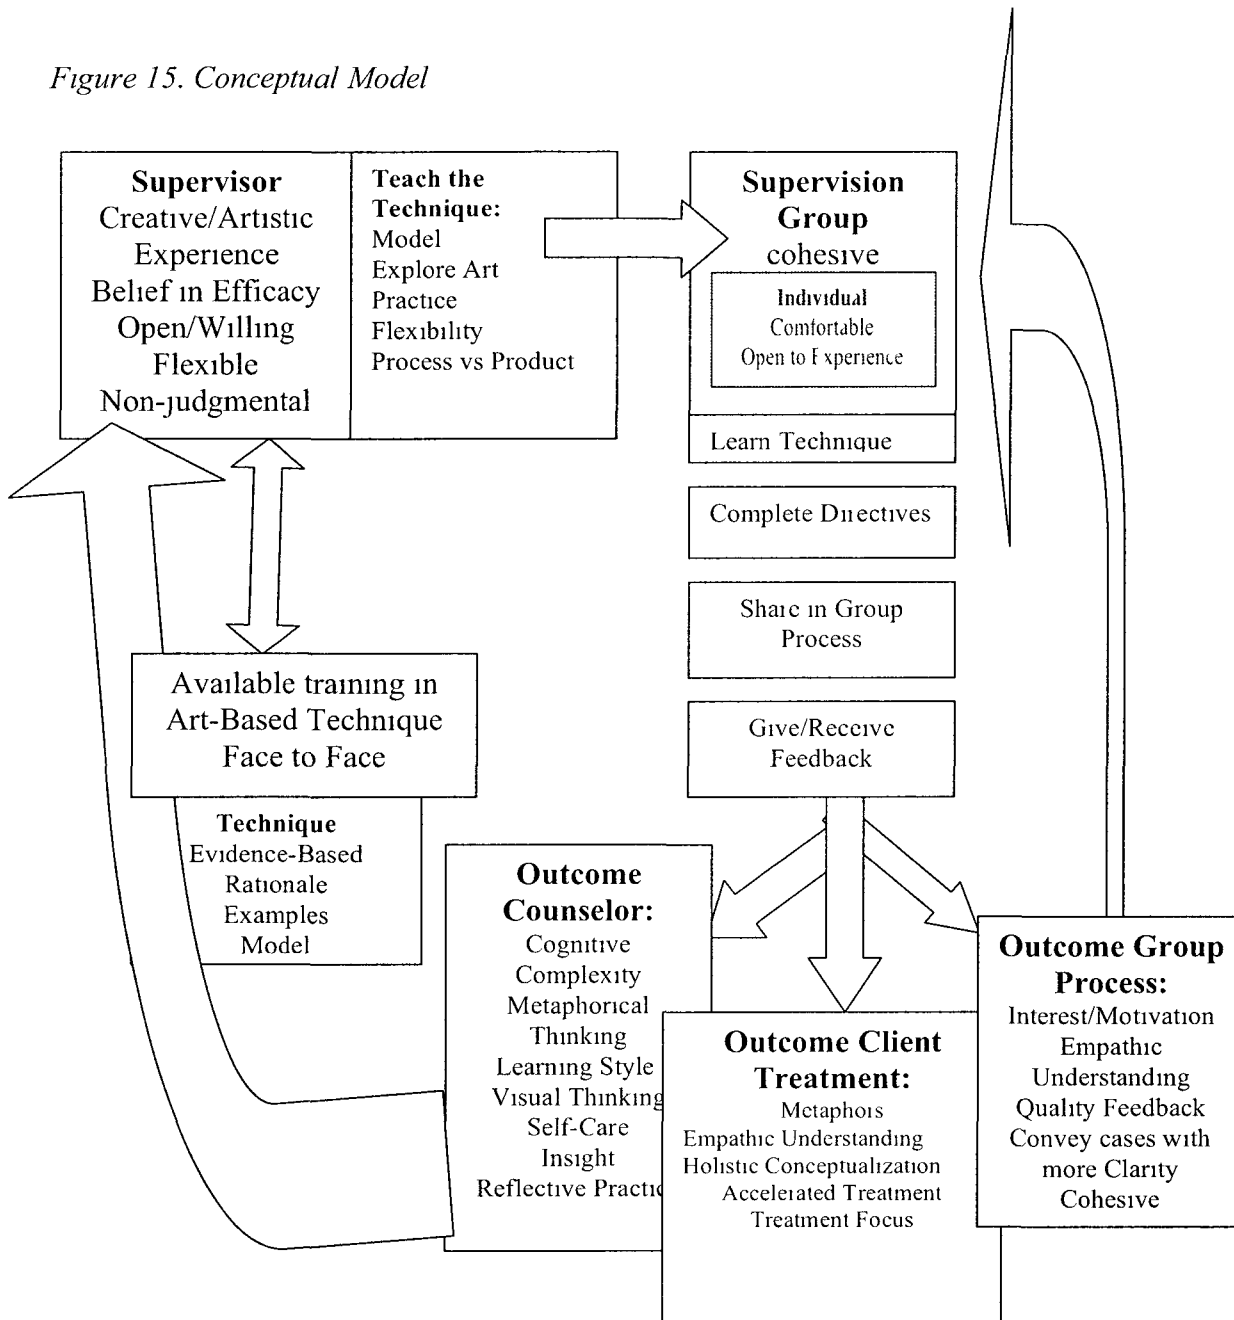 Figure 15. Conceptual Model
Supervisor
Creative/Artistic
Experience
Belief in Efficacy
Open/Willing
Flexible
Non-judgmental
Teach the
Technique:
Model
Explore Art
Practice
Flexibility
Process vs Product
Supervision
Group
cohesive
Individual
Comfortable
Open to Experience
Learn Technique
Complete Directives
Share in Group
Process
Give/Receive
Feedback
Available training in
Art-Based Technique
Face to Face
Technique
Evidence-Based
Rationale
Examples
Model
Outcome
Counselor:
Cognitive
Complexity
Metaphorical
Thinking
Learning Style
Visual Thinking
Self-Care
Insight
Reflective Practic
Outcome Client
Treatment:
Metaphors
Empathic Understanding
Holistic Conceptualization
Accelerated Treatment
Treatment Focus
Outcome Group
Process:
Interest/Motivation
Empathic
Understanding
Quality Feedback
Convey cases with
more Clarity
Cohesive